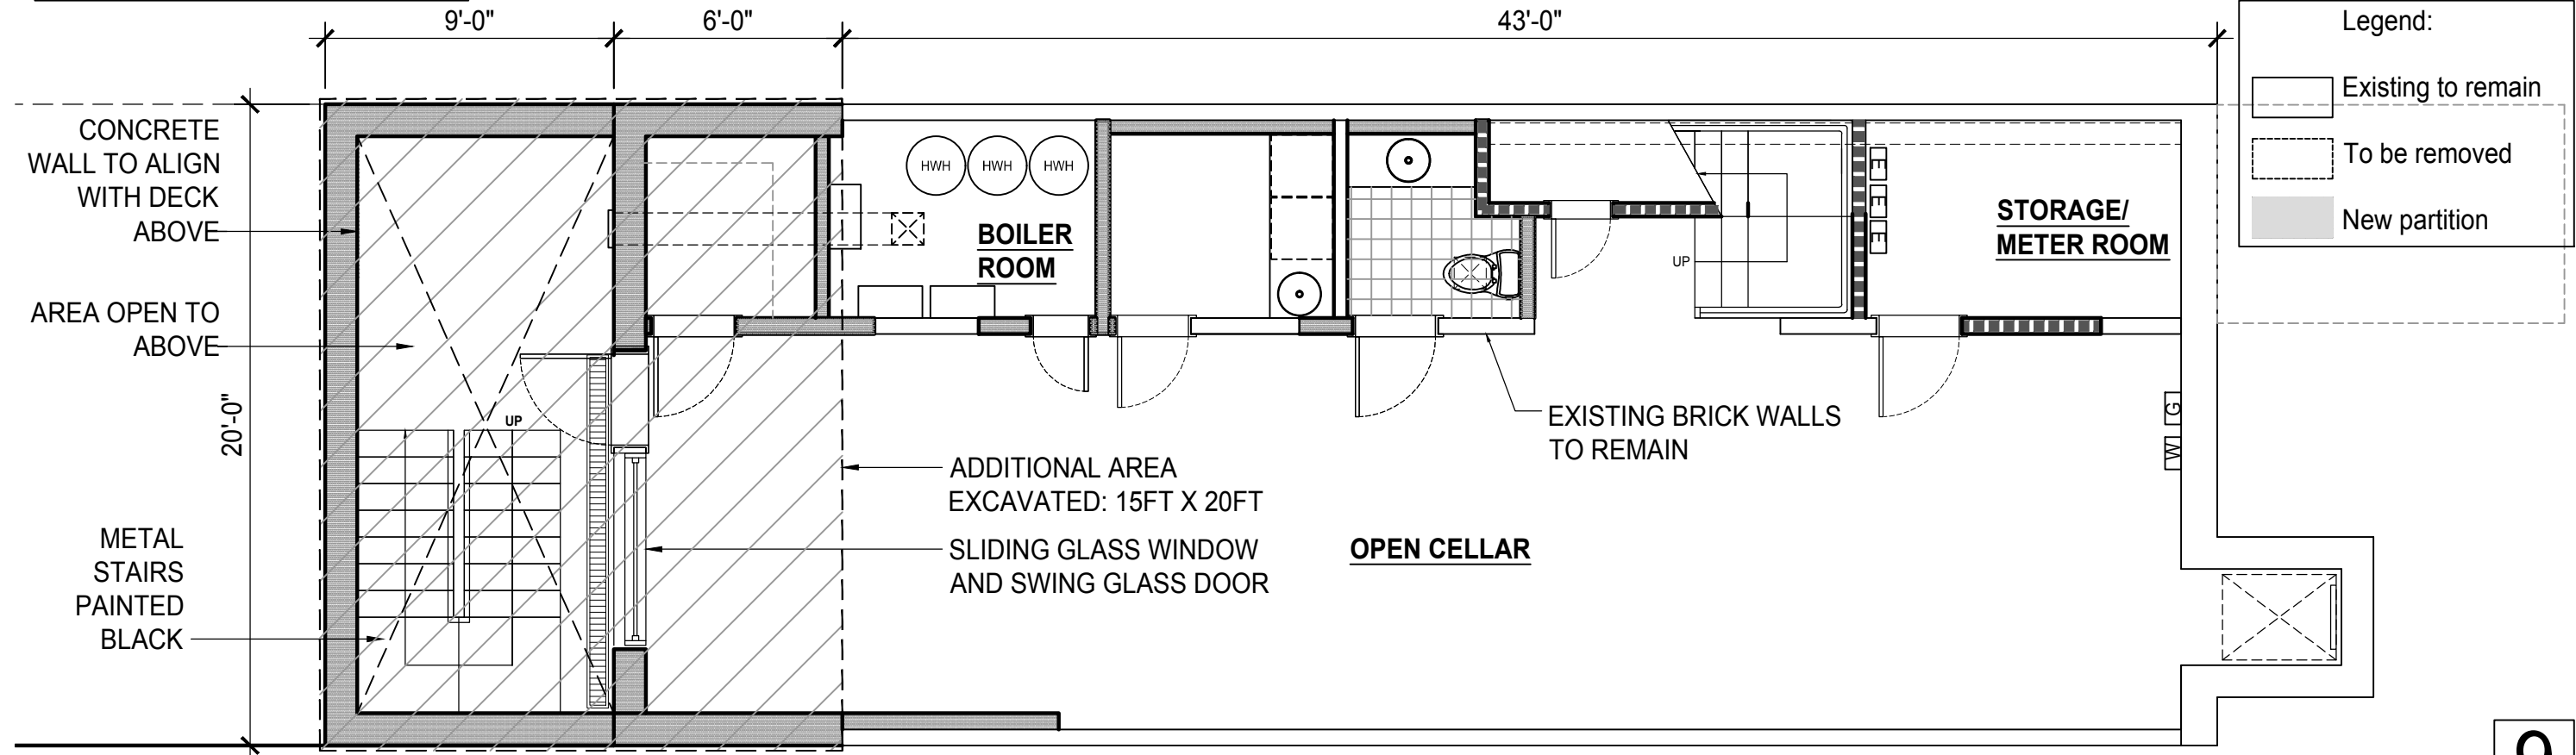 9'-0"
6'-0"
43'-0"
Legend:
Existing to remain
To be removed
New partition
CONCRETE
WALL TO ALIGN
WITH DECK
ABOVE
AREA OPEN TO
ABOVE
20'-0"
METAL
STAIRS
PAINTED
BLACK
UP
HWH
HWH
HWH
BOILER
ROOM
UP
E
E
E
STORAGE/
METER ROOM
G
W
EXISTING BRICK WALLS
TO REMAIN
ADDITIONAL AREA
EXCAVATED: 15FT X 20FT
SLIDING GLASS WINDOW
AND SWING GLASS DOOR
OPEN CELLAR